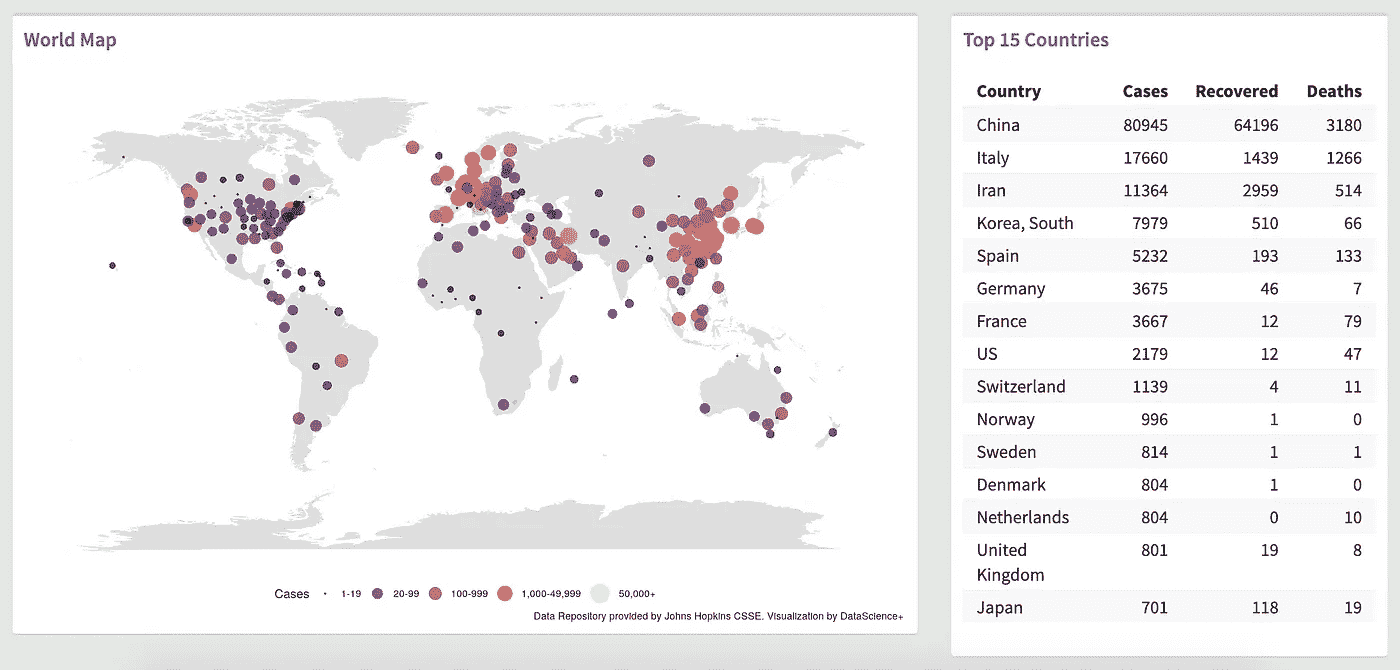 World Map
Cases 1-19 20-99 100-999 1,000-49,999 50,000+
Data Repository provided by Johns Hopkins CSSE. Visualization by DataScience+
Top 15 Countries
Country Cases Recovered Deaths
China 80945 64196 3180
Italy 17660 1439 1266
Iran 11364 2959 514
Korea, South 7979 510 66
Spain 5232 193 133
Germany 3675 46 7
France 3667 12 79
US 2179 12 47
Switzerland 1139 4 11
Norway 996 1 0
Sweden 814 1 1
Denmark 804 1 0
Netherlands 804 0 10
United 801 19 8
Kingdom
Japan 701 118 19